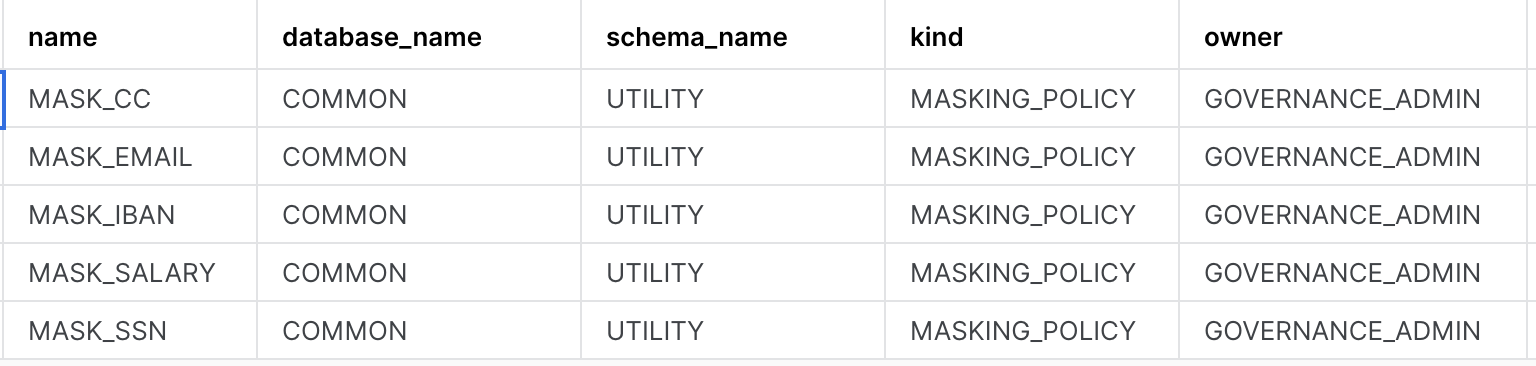 name database_name schema_name kind owner
MASK_CC COMMON UTILITY MASKING_POLICY GOVERNANCE_ADMIN
MASK_EMAIL COMMON UTILITY MASKING_POLICY GOVERNANCE_ADMIN
MASK_IBAN COMMON UTILITY MASKING_POLICY GOVERNANCE_ADMIN
MASK_SALARY COMMON UTILITY MASKING_POLICY GOVERNANCE_ADMIN
MASK_SSN COMMON UTILITY MASKING_POLICY GOVERNANCE_ADMIN